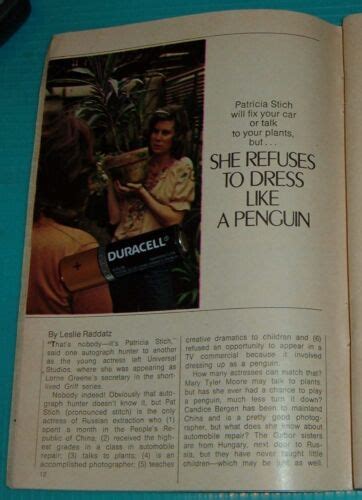 Patricia Stich
will fix your car
or talk
to your plants,
but...
SHE REFUSES
TO DRESS
LIKE
A PENGUIN
DURACELL
By Leslie Raddatz
"That's nobody—it's Patricia Stich,"
said one autograph hunter to another
as the young actress left Universal
Studios, where she was appearing as
Lorne Greene's secretary in the short-
lived Griff series.
Nobody indeed! Obviously that auto-
graph hunter doesn't know it, but Pat
Stich (pronounced stitch) is the only
actress of Russian extraction who (1)
spent a month in the People's Re-
public of China; (2) received the high-
est grades in a class in automobile
repair; (3) talks to plants; (4) is an
accomplished photographer; (5) teaches
12
creative dramatics to children and (6)
refused an opportunity to appear in a
TV commercial because it involved
dressing up as a penguin.
How many actresses can match that?
Mary Tyler Moore may talk to plants,
but has she ever had a chance to play
a penguin, much less turn it down?
Candice Bergen has been to mainland
China and is a pretty good photog-
rapher, but what does she know about
automobile repair? The Gabor sisters
are from Hungary, next door to Rus-
sia, but they have never taught little
children—which may be just as well.